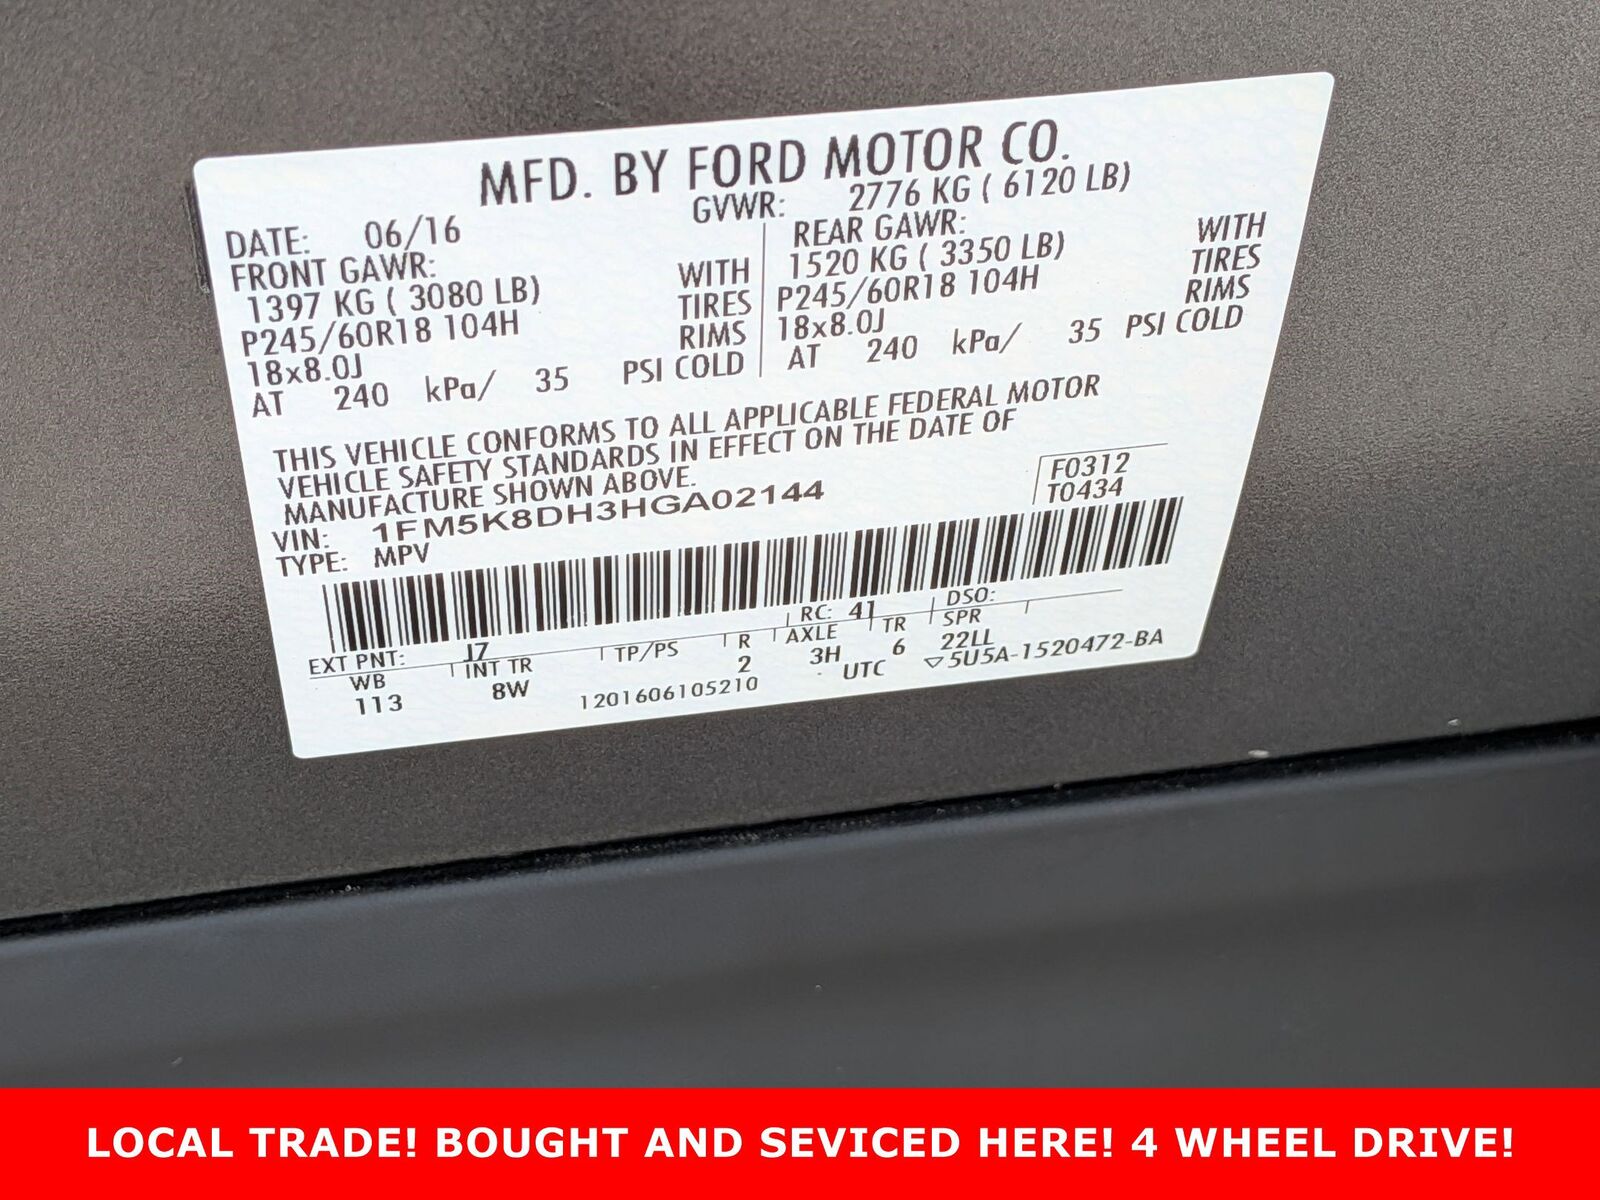 MFD. BY FORD MOTOR CO.
DATE: 06/16 GVWR: 2776 KG ( 6120 LB)
FRONT GAWR: REAR GAWR:
1397 KG ( 3080 LB) WITH 1520 KG ( 3350 LB) WITH
P245/60R18 104H TIRES P245/60R18 104H TIRES
18x8.0J RIMS 18x8.0J RIMS
AT 240 kPa/ 35 PSI COLD AT 240 kPa/ 35 PSI COLD
THIS VEHICLE CONFORMS TO ALL APPLICABLE FEDERAL MOTOR
VEHICLE SAFETY STANDARDS IN EFFECT ON THE DATE OF
MANUFACTURE SHOWN ABOVE.
VIN: 1FM5K8DH3HGA02144 F0312
TYPE: MPV T0434
EXT PNT: J7 RC: 41 DSO:
WB INT TR TP/PS R AXLE TR SPR
113 8W 2 3H 6 22LL
1201606105210 UTC ▽5U5A-1520472-BA
LOCAL TRADE! BOUGHT AND SEVICED HERE! 4 WHEEL DRIVE!